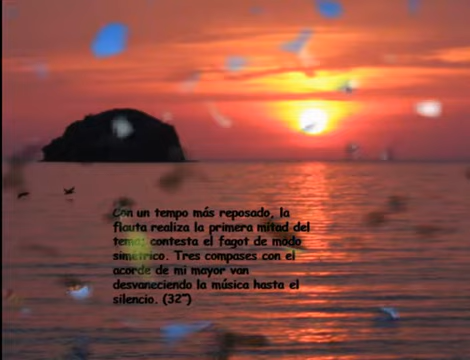 Con un tempo más reposado, la
flauta realiza la primera mitad del
tema; contesta el fagot de modo
simétrico. Tres compases con el
acorde de mi mayor van
desvaneciendo la música hasta el
silencio. (32")